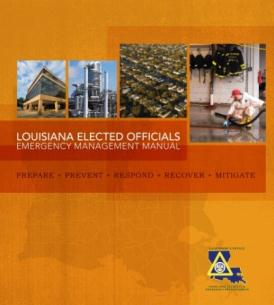 LOUISIANA ELECTED OFFICIALS
EMERGENCY MANAGEMENT MANUAL
PREPARE • PREVENT • RESPOND • RECOVER • MITIGATE